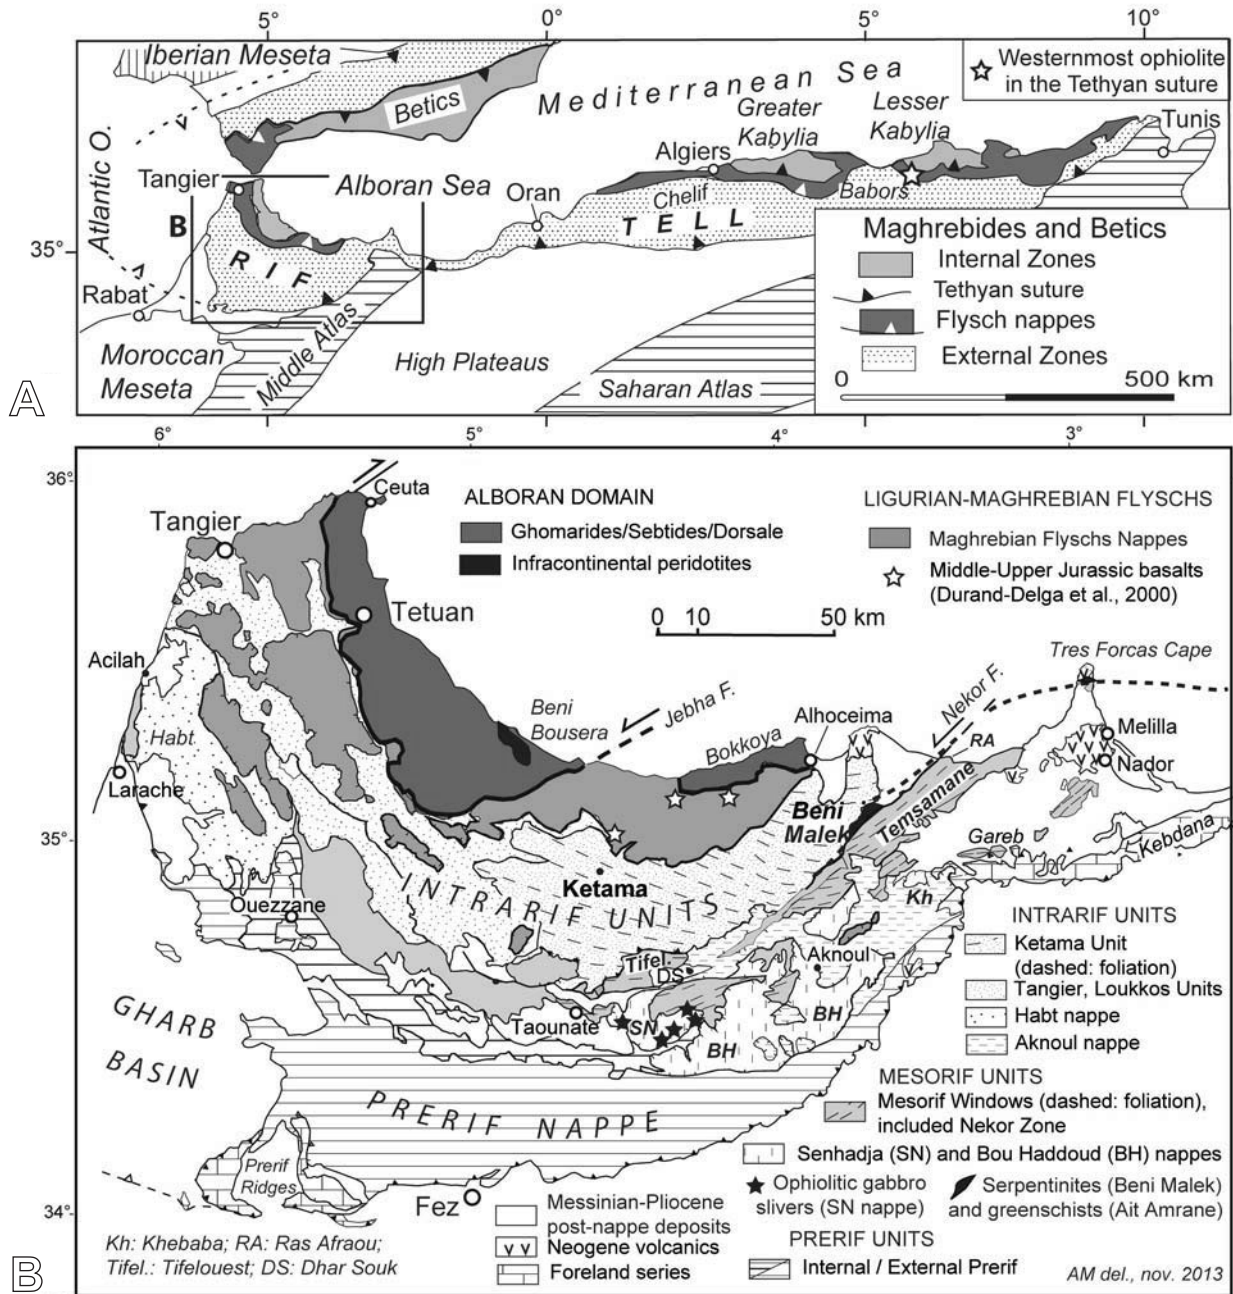 5°
0°
5°
10°
Iberian Meseta
Betics
Mediterranean Sea
Westernmost ophiolite
in the Tethyan suture
Greater
Kabylia
Lesser
Kabylia
Tunis
Atlantic O.
Tangier
Alboran Sea
Algiers
Oran
Chelif
Babors
TELL
B
RIF
35°
Rabat
Middle Atlas
Moroccan
Meseta
High Plateaus
Saharan Atlas
Maghrebides and Betics
Internal Zones
Tethyan suture
Flysch nappes
External Zones
0
500 km
A
6°
5°
4°
3°
36°
Ceuta
Tangier
Tetuan
ALBORAN DOMAIN
Ghomarides/Sebtides/Dorsale
Infracontinental peridotites
LIGURIAN-MAGHREBIAN FLYSCHS
Maghrebian Flyschs Nappes
Middle-Upper Jurassic basalts
(Durand-Delga et al., 2000)
0 10 50 km
Acilah
Habt
Larache
Beni
Bousera
Jebha F.
Bokkoya
Alhoceima
Nekor F.
RA
Tres Forcas Cape
Melilla
Nador
Beni
Malek
Temsamane
Gareb
Kebdana
35°
Ketama
INTRARIF UNITS
Ouezzane
Kh
Tifel.
DS
Aknoul
Taounate
SN
BH
BH
GHARB
BASIN
PRERIF NAPPE
Prerif
Ridges
Fez
34°
INTRARIF UNITS
Ketama Unit
(dashed: foliation)
Tangier, Loukkos Units
Habt nappe
Aknoul nappe
MESORIF UNITS
Mesorif Windows (dashed: foliation),
included Nekor Zone
Senhadja (SN) and Bou Haddoud (BH) nappes
Ophiolitic gabbro
slivers (SN nappe)
Serpentinites (Beni Malek)
and greenschists (Ait Amrane)
PRERIF UNITS
Internal / External Prerif
Messinian-Pliocene
post-nappe deposits
Neogene volcanics
Foreland series
Kh: Khebaba; RA: Ras Afraou;
Tifel.: Tifelouest; DS: Dhar Souk
AM del., nov. 2013
B